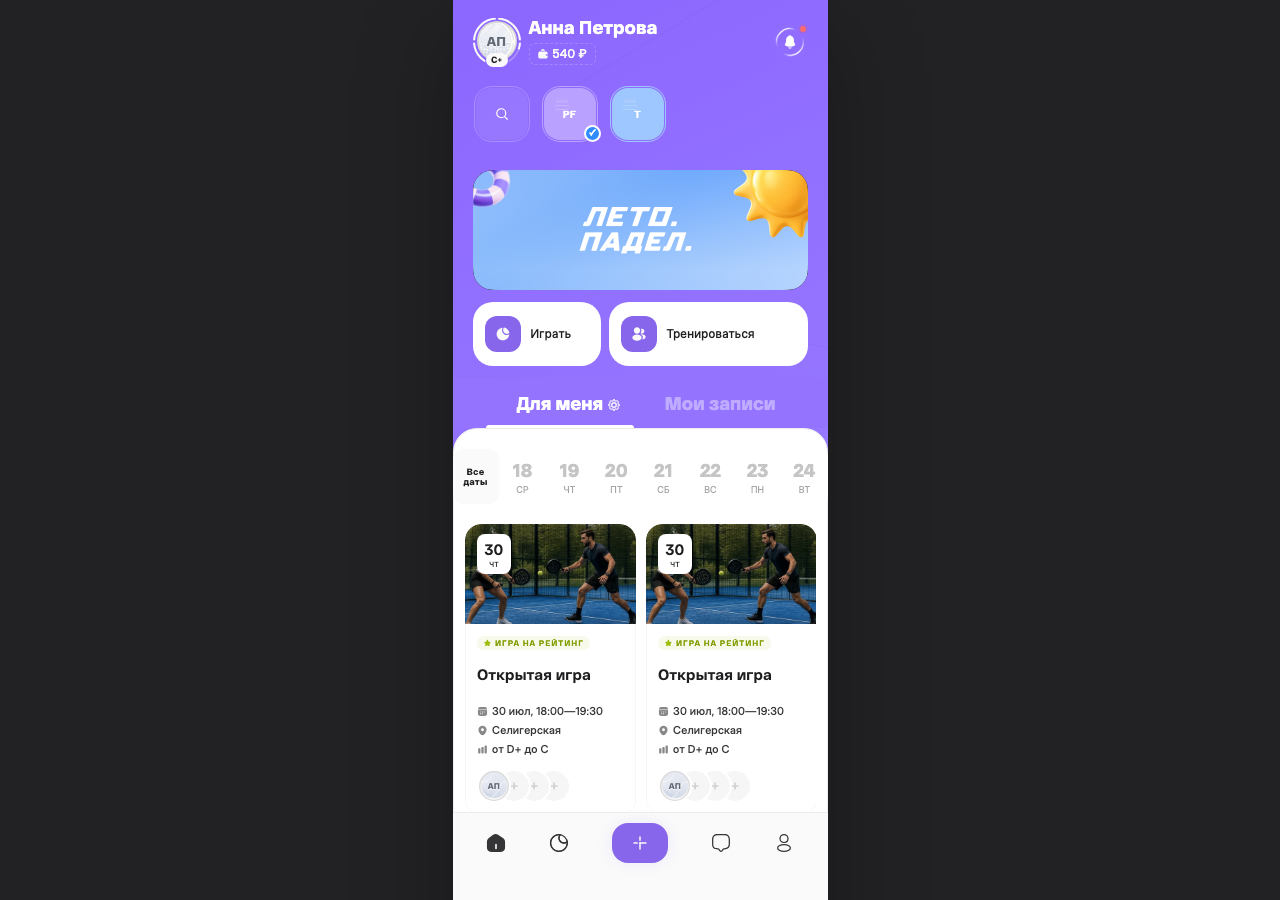 АП
C+
Анна Петрова
540 ₽
PF
T
ЛЕТО.
ПАДЕЛ.
Играть
Тренироваться
Для меня
Мои записи
Все даты
18 СР
19 ЧТ
20 ПТ
21 СБ
22 ВС
23 ПН
24 ВТ
30
ЧТ
ИГРА НА РЕЙТИНГ
Открытая игра
30 июл, 18:00—19:30
Селигерская
от D+ до C
АП + + +
30
ЧТ
ИГРА НА РЕЙТИНГ
Открытая игра
30 июл, 18:00—19:30
Селигерская
от D+ до C
АП + + +